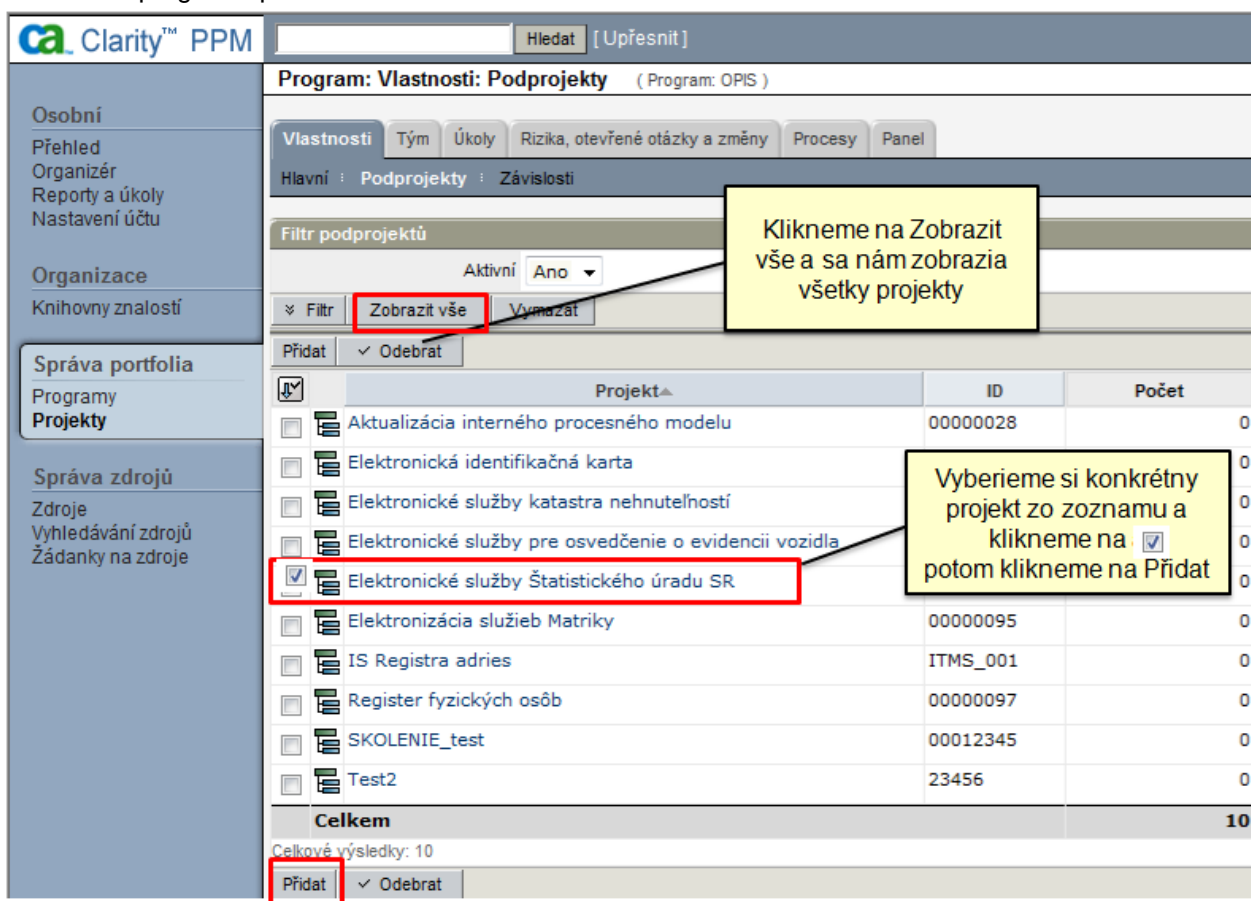 ca Clarity™ PPM
Hledat [ Upřesnit ]
Program: Vlastnosti: Podprojekty ( Program: OPIS )
Osobní
Přehled
Organizér
Reporty a úkoly
Nastavení účtu
Organizace
Knihovny znalostí
Správa portfolia
Programy
Projekty
Správa zdrojů
Zdroje
Vyhledávání zdrojů
Žádanky na zdroje
Vlastnosti Tým Úkoly Rizika, otevřené otázky a změny Procesy Panel
Hlavní Podprojekty Závislosti
Filtr podprojektů
Aktivní Ano
Filtr Zobrazit vše Vymazat
Klikneme na Zobrazit
vše a sa nám zobrazia
všetky projekty
Přidat Odebrat
Projekt ID Počet
Aktualizácia interného procesného modelu 00000028 0
Elektronická identifikačná karta 0
Elektronické služby katastra nehnuteľností 0
Elektronické služby pre osvedčenie o evidencii vozidla 0
Elektronické služby Štatistického úradu SR 0
Vyberieme si konkrétny
projekt zo zoznamu a
klikneme na
potom klikneme na Přidat
Elektronizácia služieb Matriky 00000095 0
IS Registra adries ITMS_001 0
Register fyzických osôb 00000097 0
SKOLENIE_test 00012345 0
Test2 23456 0
Celkem 10
Celkové výsledky: 10
Přidat Odebrat